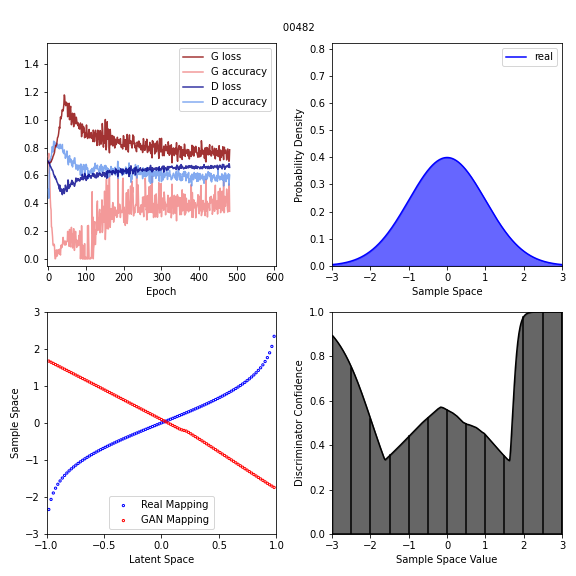 00482
1.4
1.2
1.0
0.8
0.6
0.4
0.2
0.0
0 100 200 300 400 500 600
Epoch
G loss
G accuracy
D loss
D accuracy
Probability Density
0.8
0.7
0.6
0.5
0.4
0.3
0.2
0.1
0.0
−3 −2 −1 0 1 2 3
Sample Space
real
Sample Space
3
2
1
0
−1
−2
−3
−1.0 −0.5 0.0 0.5 1.0
Latent Space
Real Mapping
GAN Mapping
Discriminator Confidence
1.0
0.8
0.6
0.4
0.2
0.0
−3 −2 −1 0 1 2 3
Sample Space Value